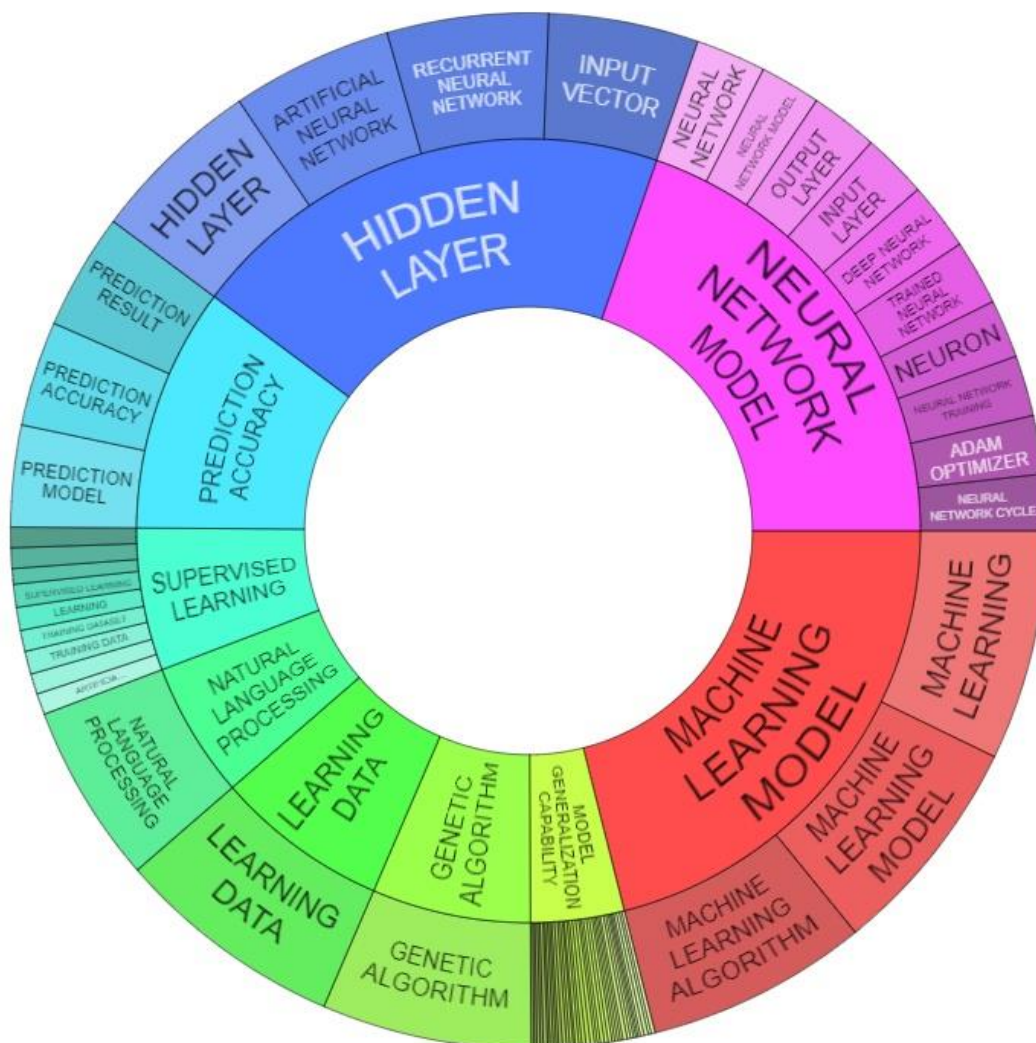 HIDDEN
LAYER
ARTIFICIAL
NEURAL
NETWORK
RECURRENT
NEURAL
NETWORK
INPUT
VECTOR
NEURAL
NETWORK
NEURAL
NETWORK MODEL
OUTPUT
LAYER
INPUT
LAYER
DEEP NEURAL
NETWORK
TRAINED
NEURAL
NETWORK
NEURON
NEURAL NETWORK
TRAINING
ADAM
OPTIMIZER
NEURAL
NETWORK CYCLE
MACHINE
LEARNING
MACHINE
LEARNING
MODEL
MACHINE
LEARNING
ALGORITHM
GENETIC
ALGORITHM
LEARNING
DATA
NATURAL
LANGUAGE
PROCESSING
ARTIFICIA...
TRAINING DATA
TRAINING DATASET
LEARNING
SUPERVISED LEARNING
PREDICTION
MODEL
PREDICTION
ACCURACY
PREDICTION
RESULT
HIDDEN
LAYER
NEURAL
NETWORK
MODEL
MACHINE
LEARNING
MODEL
MODEL
GENERALIZATION
CAPABILITY
GENETIC
ALGORITHM
LEARNING
DATA
NATURAL
LANGUAGE
PROCESSING
SUPERVISED
LEARNING
PREDICTION
ACCURACY